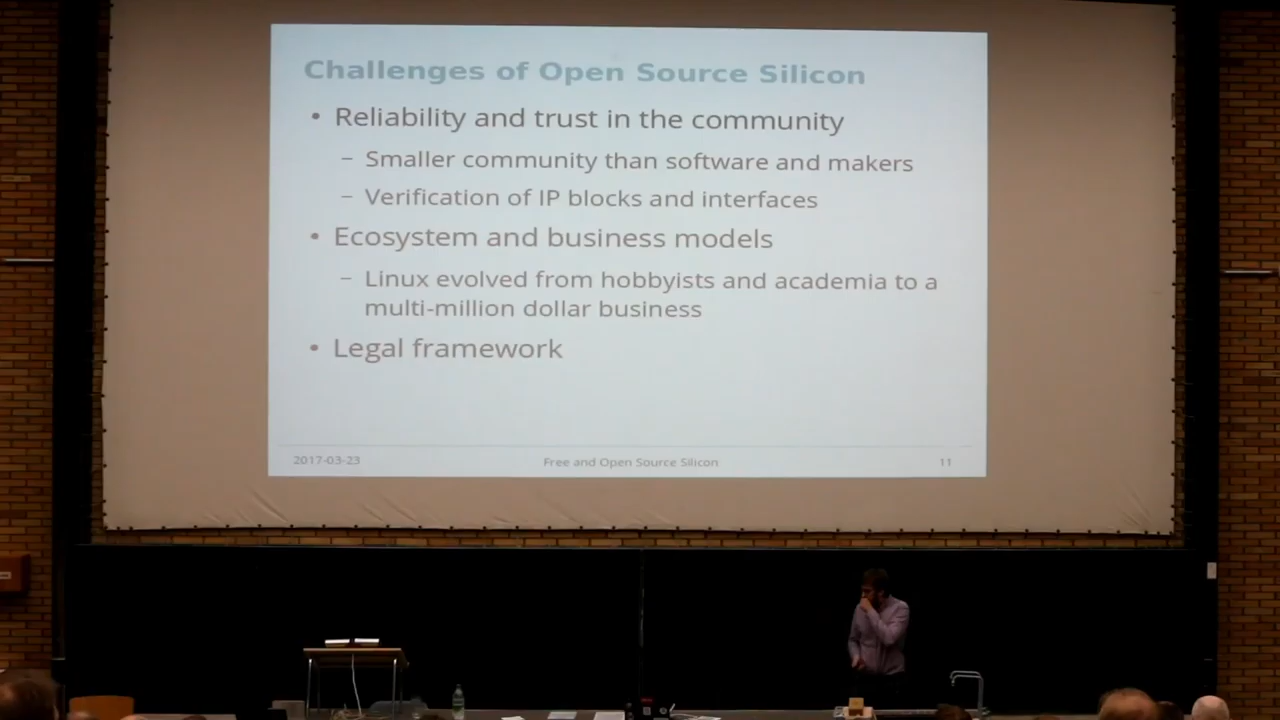 Challenges of Open Source Silicon
• Reliability and trust in the community
– Smaller community than software and makers
– Verification of IP blocks and interfaces
• Ecosystem and business models
– Linux evolved from hobbyists and academia to a
multi-million dollar business
• Legal framework
2017-03-23 Free and Open Source Silicon 11